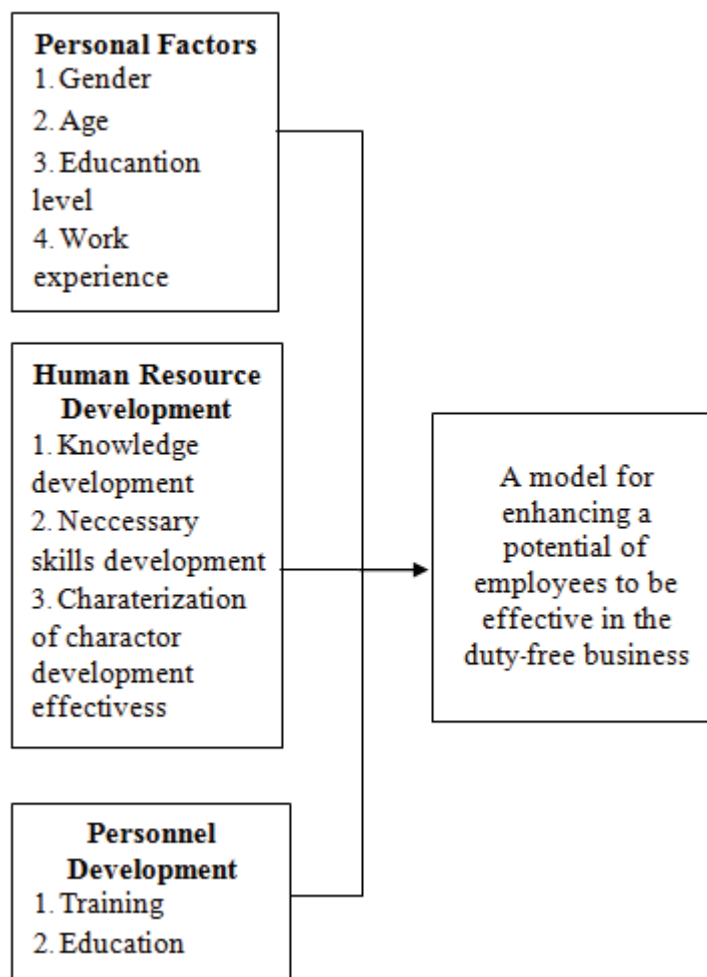 Personal Factors
1. Gender
2. Age
3. Educantion
level
4. Work
experience
Human Resource
Development
1. Knowledge
development
2. Neccessary
skills development
3. Charaterization
of charactor
development
effectivess
A model for
enhancing a
potential of
employees to be
effective in the
duty-free business
Personnel
Development
1. Training
2. Education